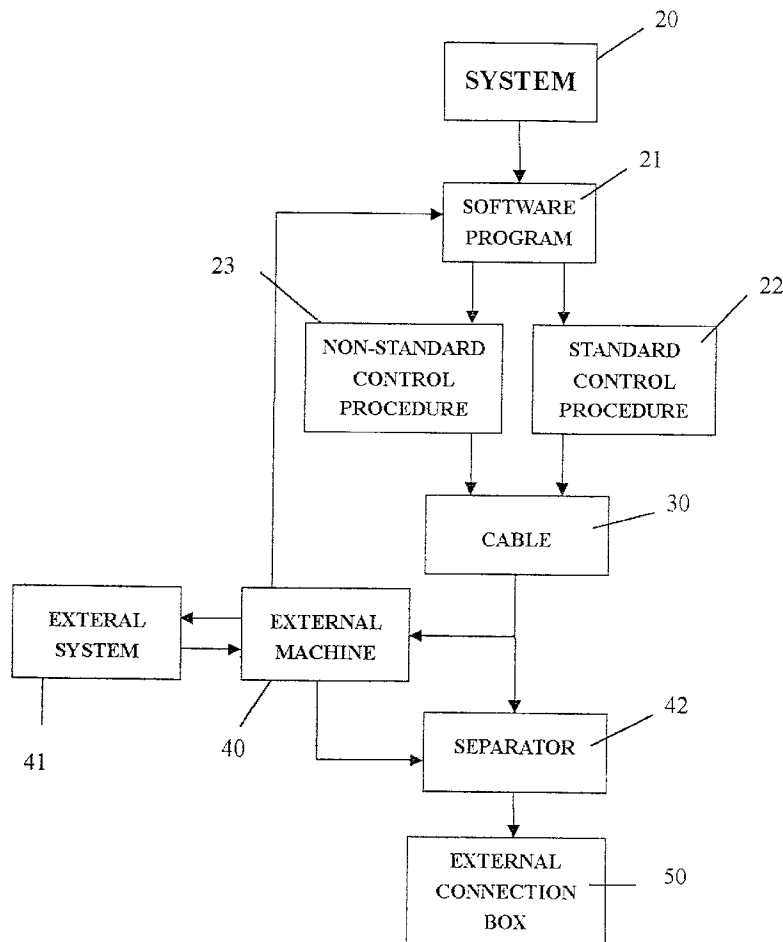 20
SYSTEM
21
SOFTWARE
PROGRAM
23
22
NON-STANDARD
CONTROL
PROCEDURE
STANDARD
CONTROL
PROCEDURE
30
CABLE
EXTERAL
SYSTEM
EXTERNAL
MACHINE
41
40
42
SEPARATOR
EXTERNAL
CONNECTION
BOX
50